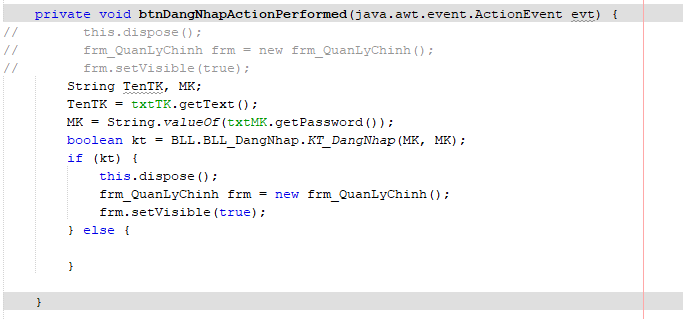 private void btnDangNhapActionPerformed(java.awt.event.ActionEvent evt) {
//        this.dispose();
//        frm_QuanLyChinh frm = new frm_QuanLyChinh();
//        frm.setVisible(true);
String TenTK, MK;
TenTK = txtTK.getText();
MK = String.valueOf(txtMK.getPassword());
boolean kt = BLL.BLL_DangNhap.KT_DangNhap(MK, MK);
if (kt) {
this.dispose();
frm_QuanLyChinh frm = new frm_QuanLyChinh();
frm.setVisible(true);
} else {
}
}